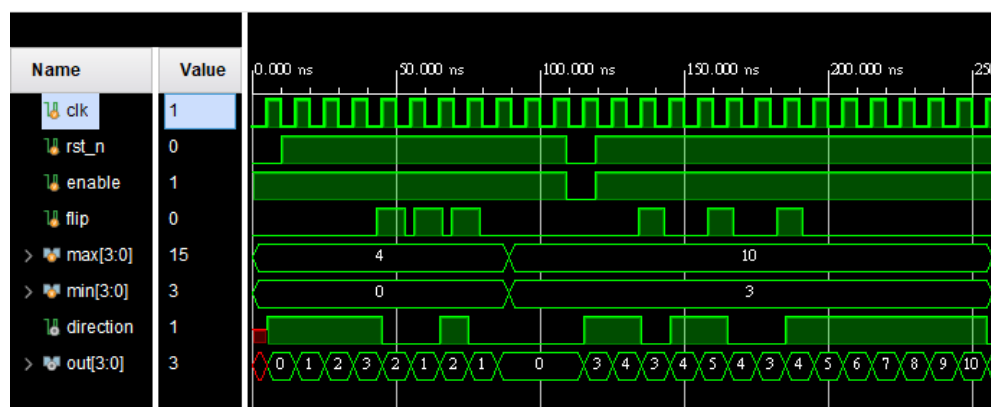 Name Value 0.000 ns 50.000 ns 100.000 ns 150.000 ns 200.000 ns 25
clk 1
rst_n 0
enable 1
flip 0
max[3:0] 15 4 10
min[3:0] 3 0 3
direction 1
out[3:0] 3 0 1 2 3 2 1 2 1 0 3 4 3 4 5 4 3 4 5 6 7 8 9 10